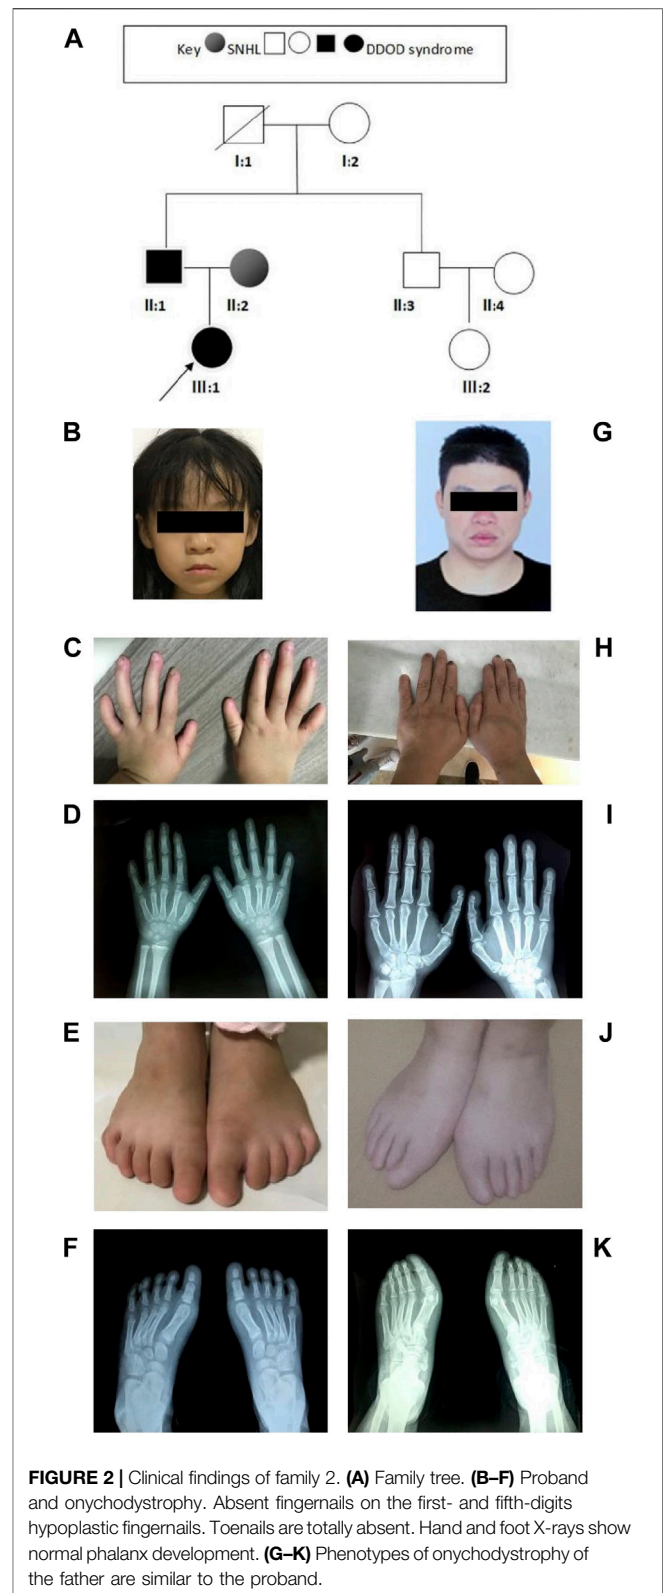 A
Key SNHL DDOD syndrome
I:1 I:2
II:1 II:2 II:3 II:4
III:1 III:2
B G
C H
D I
E J
F K
FIGURE 2 | Clinical findings of family 2. (A) Family tree. (B–F) Proband
and onychodystrophy. Absent fingernails on the first- and fifth-digits
hypoplastic fingernails. Toenails are totally absent. Hand and foot X-rays show
normal phalanx development. (G–K) Phenotypes of onychodystrophy of
the father are similar to the proband.